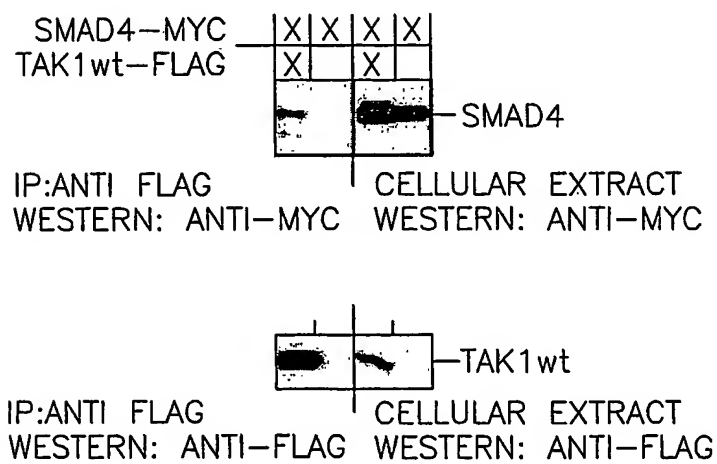 SMAD4-MYC X X X X
TAK1wt-FLAG X X
SMAD4
IP:ANTI FLAG CELLULAR EXTRACT
WESTERN: ANTI-MYC WESTERN: ANTI-MYC
TAK1wt
IP:ANTI FLAG CELLULAR EXTRACT
WESTERN: ANTI-FLAG WESTERN: ANTI-FLAG